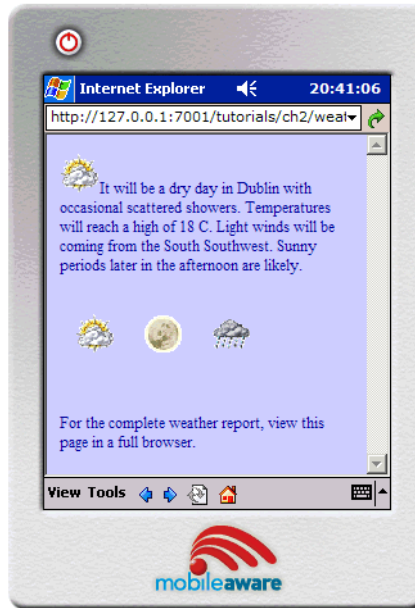 Internet Explorer 20:41:06
http://127.0.0.1:7001/tutorials/ch2/weat
It will be a dry day in Dublin with
occasional scattered showers. Temperatures
will reach a high of 18 C. Light winds will be
coming from the South Southwest. Sunny
periods later in the afternoon are likely.
For the complete weather report, view this
page in a full browser.
View Tools
mobileaware